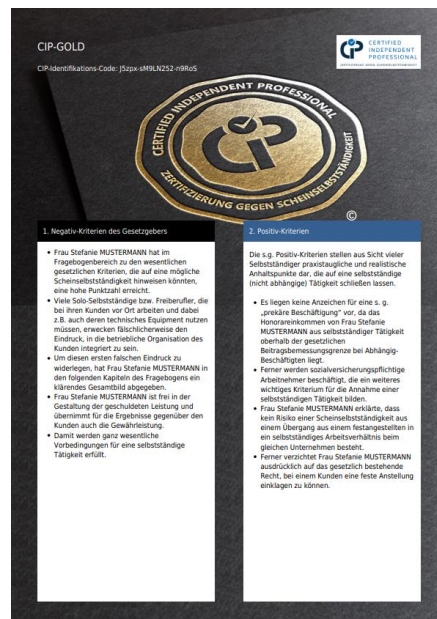 CIP-GOLD
CIP-Identifikations-Code: J5zpx-sM9LN252-n9RoS
CERTIFIED
INDEPENDENT
PROFESSIONAL
ZERTIFIZIERUNG GEGEN SCHEINSELBSTSTÄNDIGKEIT
CERTIFIED INDEPENDENT PROFESSIONAL
CIP
ZERTIFIZIERUNG GEGEN SCHEINSELBSTSTÄNDIGKEIT
©
1. Negativ-Kriterien des Gesetzgebers
• Frau Stefanie MUSTERMANN hat im
Fragebogenbereich zu den wesentlichen
gesetzlichen Kriterien, die auf eine mögliche
Scheinselbstständigkeit hinweisen könnten,
eine hohe Punktzahl erreicht.
• Viele Solo-Selbstständige bzw. Freiberufler, die
bei ihren Kunden vor Ort arbeiten und dabei
z.B. auch deren technisches Equipment nutzen
müssen, erwecken fälschlicherweise den
Eindruck, in die betriebliche Organisation des
Kunden integriert zu sein.
• Um diesen ersten falschen Eindruck zu
widerlegen, hat Frau Stefanie MUSTERMANN in
den folgenden Kapiteln des Fragebogens ein
klärendes Gesamtbild abgegeben.
• Frau Stefanie MUSTERMANN ist frei in der
Gestaltung der geschuldeten Leistung und
übernimmt für die Ergebnisse gegenüber den
Kunden auch die Gewährleistung.
• Damit werden ganz wesentliche
Vorbedingungen für eine selbstständige
Tätigkeit erfüllt.
2. Positiv-Kriterien
Die s.g. Positiv-Kriterien stellen aus Sicht vieler
Selbstständiger praxistaugliche und realistische
Anhaltspunkte dar, die auf eine selbstständige
(nicht abhängige) Tätigkeit schließen lassen.
• Es liegen keine Anzeichen für eine s. g.
„prekäre Beschäftigung" vor, da das
Honorareinkommen von Frau Stefanie
MUSTERMANN aus selbständiger Tätigkeit
oberhalb der gesetzlichen
Beitragsbemessungsgrenze bei Abhängig-
Beschäftigten liegt.
• Ferner werden sozialversicherungspflichtige
Arbeitnehmer beschäftigt, die ein weiteres
wichtiges Kriterium für die Annahme einer
selbständigen Tätigkeit bilden.
• Frau Stefanie MUSTERMANN erklärte, dass
kein Risiko einer Scheinselbstständigkeit aus
einem Übergang aus einem festangestellten in
ein selbständiges Arbeitsverhältnis beim
gleichen Unternehmen besteht.
• Ferner verzichtet Frau Stefanie MUSTERMANN
ausdrücklich auf das gesetzlich bestehende
Recht, bei einem Kunden eine feste Anstellung
einklagen zu können.